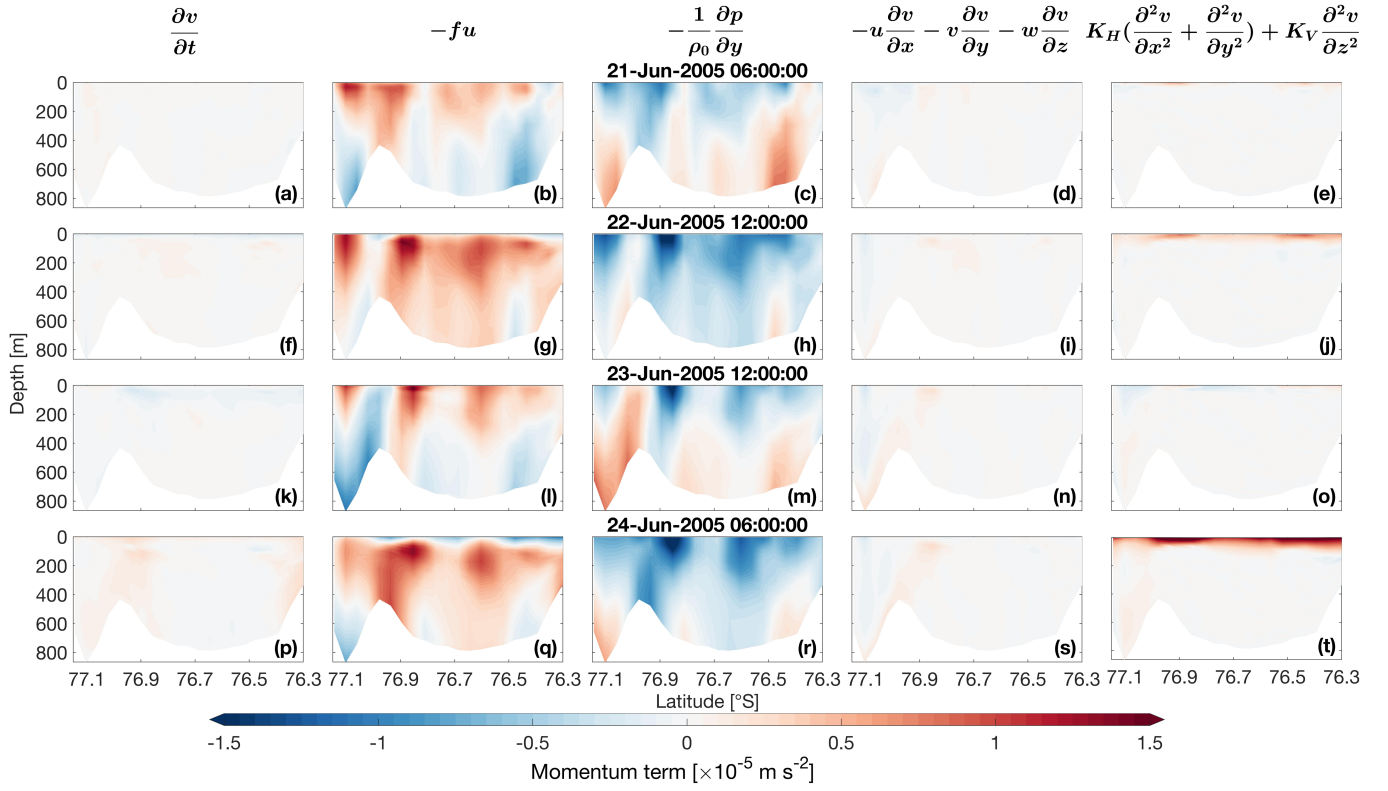 ∂v/∂t −fu −1/ρ₀ ∂p/∂y −u ∂v/∂x − v ∂v/∂y − w ∂v/∂z K_H(∂²v/∂x² + ∂²v/∂y²) + K_V ∂²v/∂z²
21-Jun-2005 06:00:00
0
200
400
600
800
(a) (b) (c) (d) (e)
22-Jun-2005 12:00:00
0
200
400
600
800
(f) (g) (h) (i) (j)
Depth [m]
23-Jun-2005 12:00:00
0
200
400
600
800
(k) (l) (m) (n) (o)
24-Jun-2005 06:00:00
0
200
400
600
800
(p) (q) (r) (s) (t)
77.1 76.9 76.7 76.5 76.3 77.1 76.9 76.7 76.5 76.3 77.1 76.9 76.7 76.5 76.3 77.1 76.9 76.7 76.5 76.3 77.1 76.9 76.7 76.5 76.3
Latitude [°S]
-1.5 -1 -0.5 0 0.5 1 1.5
Momentum term [×10⁻⁵ m s⁻²]